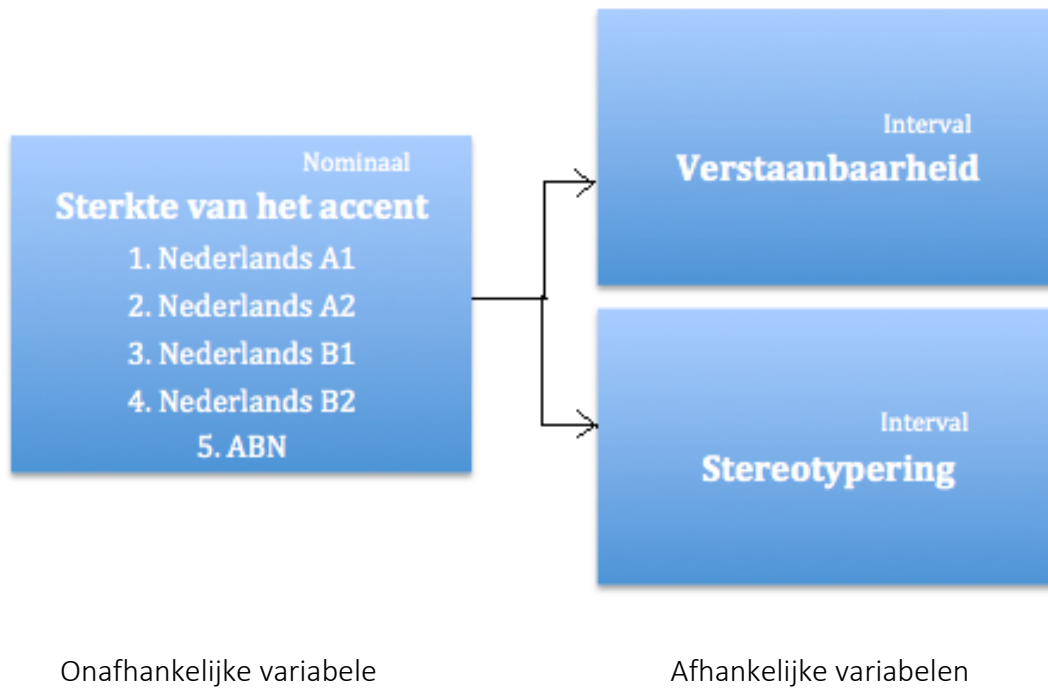 Nominaal
Sterkte van het accent
1. Nederlands A1
2. Nederlands A2
3. Nederlands B1
4. Nederlands B2
5. ABN
Interval
Verstaanbaarheid
Interval
Stereotypering
Onafhankelijke variabele
Afhankelijke variabelen